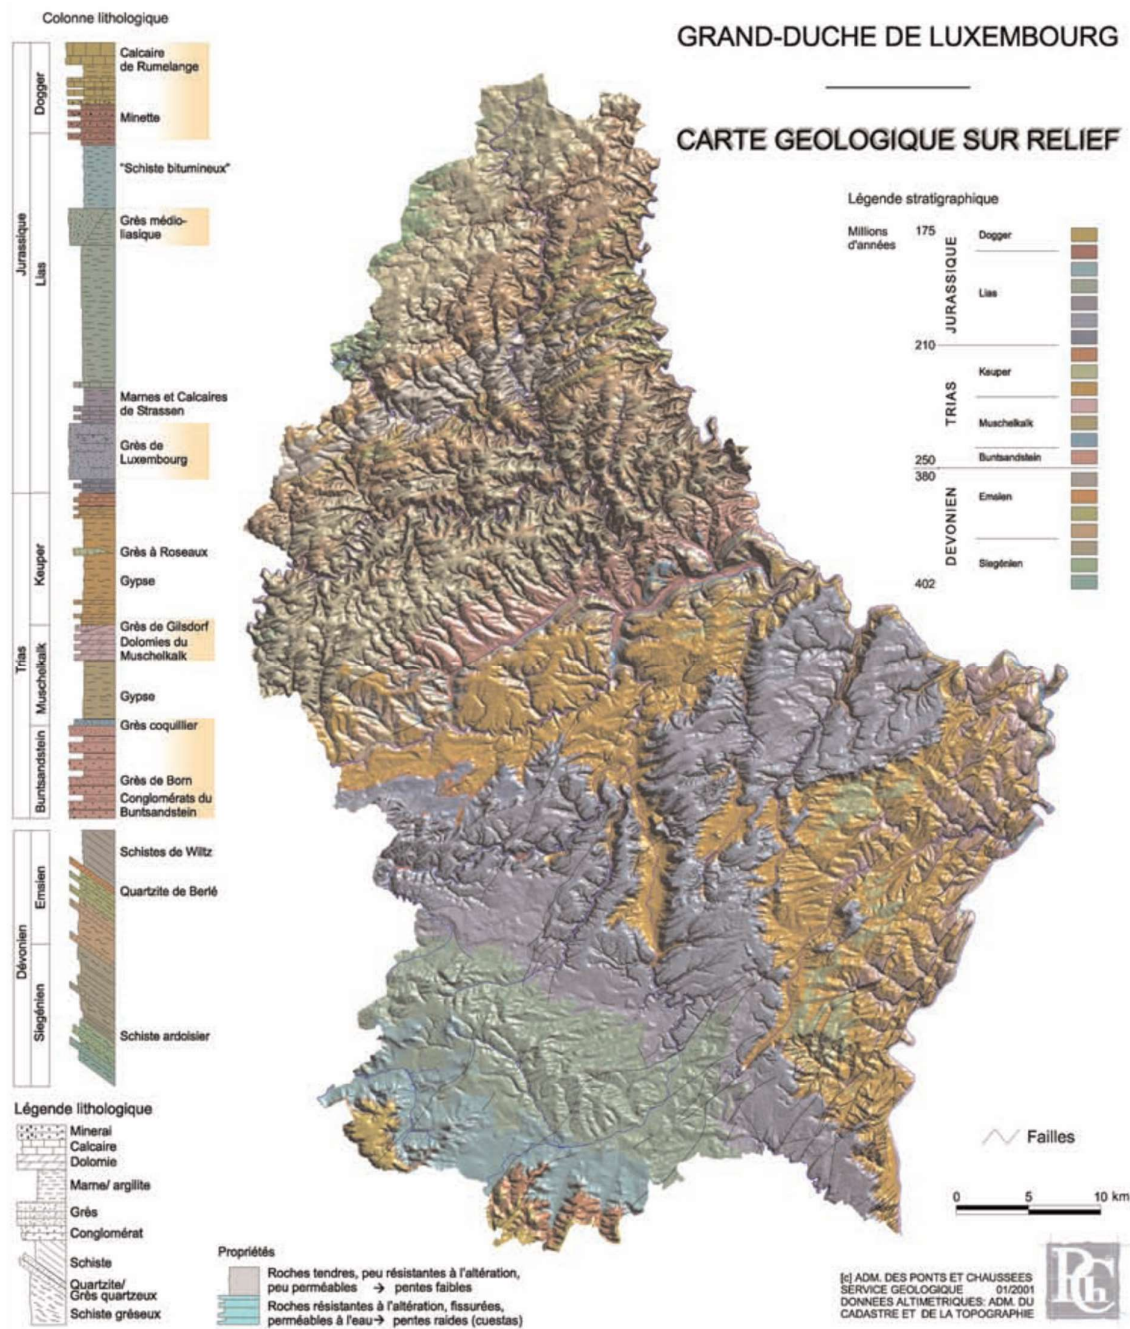 Colonne lithologique
Jurassique
Dogger
Calcaire
de Rumelange
Minette
Lias
"Schiste bitumineux"
Grès médio-
liasique
Marnes et Calcaires
de Strassen
Grès de
Luxembourg
Trias
Keuper
Grès à Roseaux
Gypse
Muschelkalk
Grès de Gilsdorf
Dolomies du
Muschelkalk
Gypse
Grès coquillier
Buntsandstein
Grès de Born
Conglomérats du
Buntsandstein
Dévonien
Emsien
Schistes de Wiltz
Quartzite de Berlé
Siegénien
Schiste ardoisier
Légende lithologique
Minerai
Calcaire
Dolomie
Marne/ argilite
Grès
Conglomérat
Schiste
Quartzite/
Grès quartzeux
Schiste gréseux
Propriétés
Roches tendres, peu résistantes à l'altération,
peu perméables → pentes faibles
Roches résistantes à l'altération, fissurées,
perméables à l'eau→ pentes raides (cuestas)
GRAND-DUCHE DE LUXEMBOURG
CARTE GEOLOGIQUE SUR RELIEF
Légende stratigraphique
Millions
d'années
175
JURASSIQUE
Dogger
Lias
210
TRIAS
Keuper
Muschelkalk
Buntsandstein
250
380
DEVONIEN
Emsien
Siegénien
402
Failles
0 5 10 km
[c] ADM. DES PONTS ET CHAUSSEES
SERVICE GEOLOGIQUE 01/2001
DONNEES ALTIMETRIQUES: ADM. DU
CADASTRE ET DE LA TOPOGRAPHIE
PCh